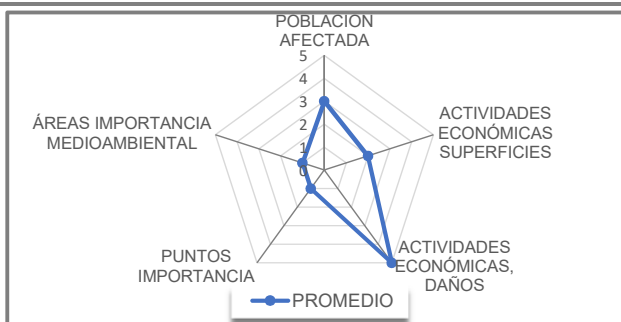 POBLACION
AFECTADA
5
4
3
2
1
0
ÁREAS IMPORTANCIA
MEDIOAMBIENTAL
ACTIVIDADES
ECONÓMICAS
SUPERFICIES
PUNTOS
IMPORTANCIA
ACTIVIDADES
ECONÓMICAS,
DAÑOS
PROMEDIO